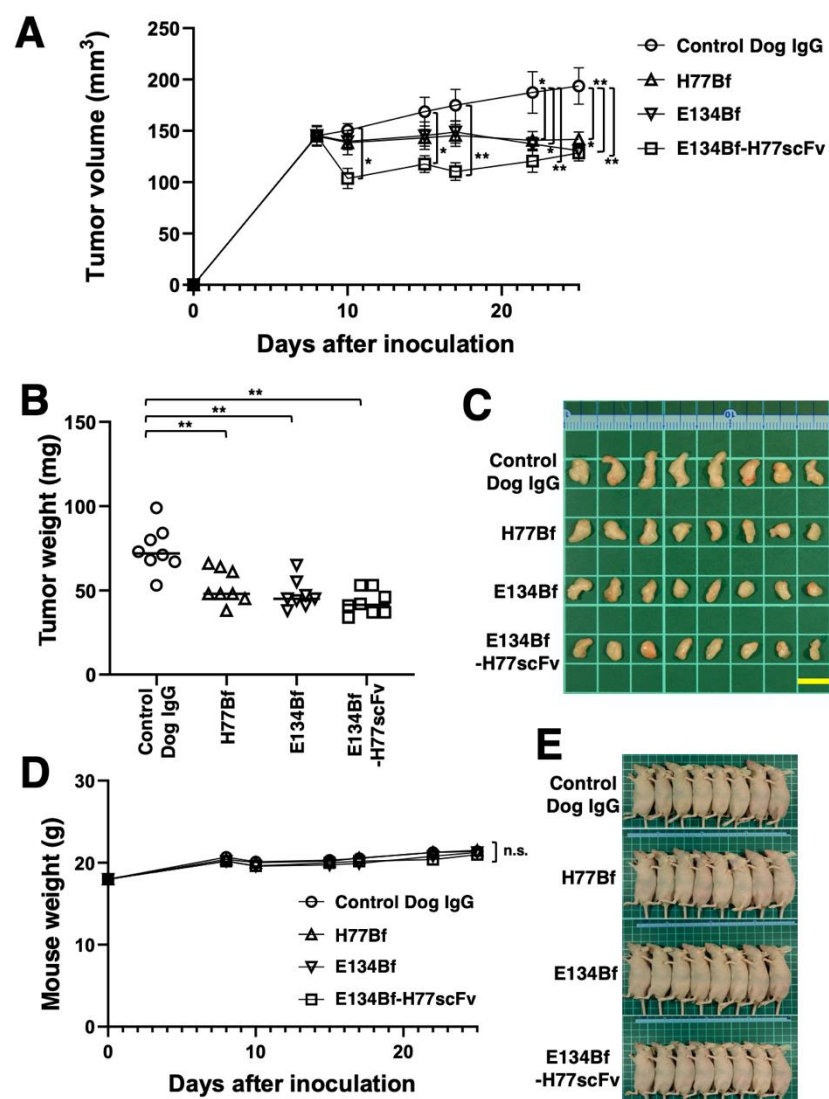 A
Tumor volume (mm³)
250
200
150
100
50
0
0
10
20
Days after inoculation
* ** * * ** * ** * ** **
Control Dog IgG
H77Bf
E134Bf
E134Bf-H77scFv
B
Tumor weight (mg)
150
100
50
0
**
**
**
Control
Dog IgG
H77Bf
E134Bf
E134Bf
-H77scFv
C
10
Control
Dog IgG
H77Bf
E134Bf
E134Bf
-H77scFv
D
Mouse weight (g)
30
20
10
0
0
10
20
Days after inoculation
n.s.
Control Dog IgG
H77Bf
E134Bf
E134Bf-H77scFv
E
Control
Dog IgG
H77Bf
E134Bf
E134Bf
-H77scFv